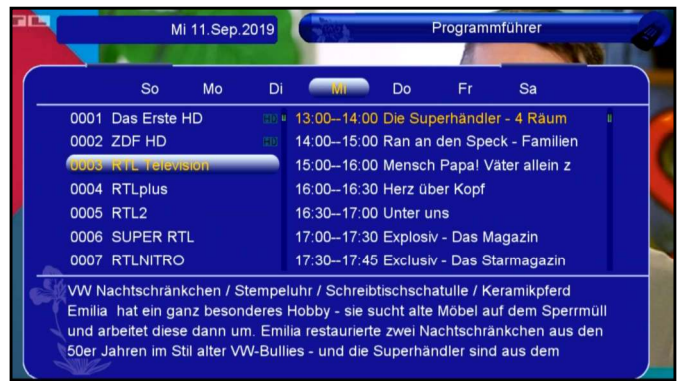 Mi 11.Sep.2019
Programmführer
So Mo Di Mi Do Fr Sa
0001 Das Erste HD HD
0002 ZDF HD HD
0003 RTL Television
0004 RTLplus
0005 RTL2
0006 SUPER RTL
0007 RTLNITRO
13:00--14:00 Die Superhändler - 4 Räum
14:00--15:00 Ran an den Speck - Familien
15:00--16:00 Mensch Papa! Väter allein z
16:00--16:30 Herz über Kopf
16:30--17:00 Unter uns
17:00--17:30 Explosiv - Das Magazin
17:30--17:45 Exclusiv - Das Starmagazin
VW Nachtschränkchen / Stempeluhr / Schreibtischschatulle / Keramikpferd
Emilia hat ein ganz besonderes Hobby - sie sucht alte Möbel auf dem Sperrmüll
und arbeitet diese dann um. Emilia restaurierte zwei Nachtschränkchen aus den
50er Jahren im Stil alter VW-Bullies - und die Superhändler sind aus dem